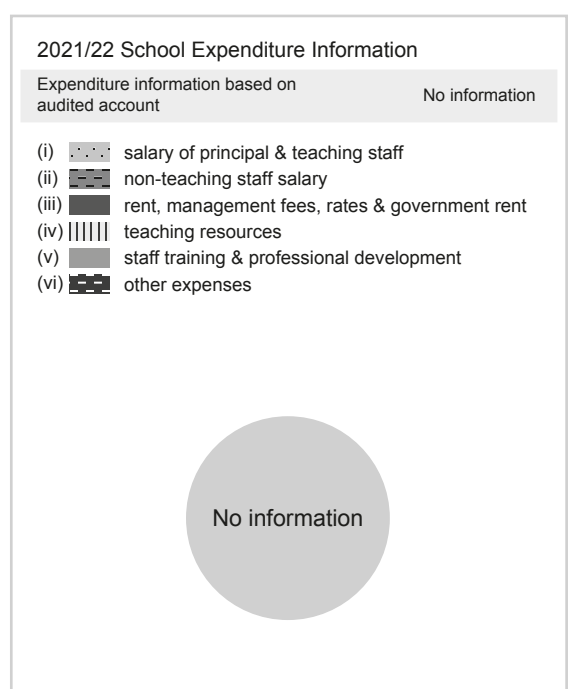 2021/22 School Expenditure Information
Expenditure information based on
audited account
No information
(i) salary of principal & teaching staff
(ii) non-teaching staff salary
(iii) rent, management fees, rates & government rent
(iv) teaching resources
(v) staff training & professional development
(vi) other expenses
No information